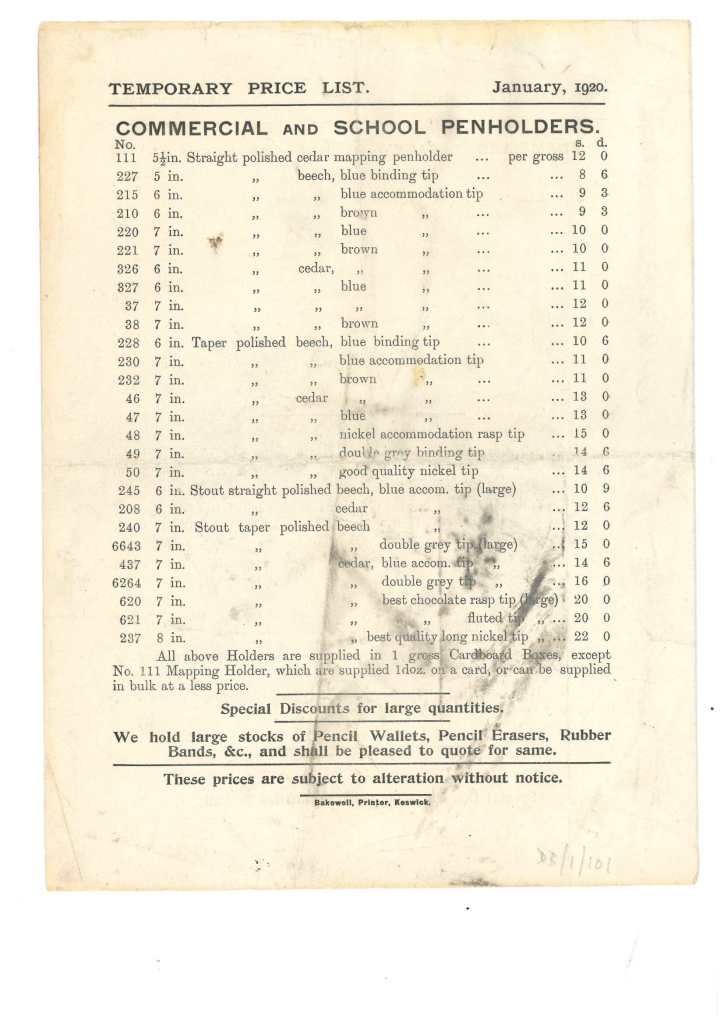 TEMPORARY PRICE LIST. January, 1920.
COMMERCIAL AND SCHOOL PENHOLDERS.
No. s. d.
111 5½in. Straight polished cedar mapping penholder ... per gross 12 0
227 5 in. „ beech, blue binding tip ... ... 8 6
215 6 in. „ „ blue accommodation tip ... 9 3
210 6 in. „ „ brown „ ... ... 9 3
220 7 in. „ „ blue „ ... ... 10 0
221 7 in. „ „ brown „ ... ... 10 0
326 6 in. „ cedar, „ „ ... ... 11 0
327 6 in. „ „ blue „ ... ... 11 0
37 7 in. „ „ „ „ ... ... 12 0
38 7 in. „ „ brown „ ... ... 12 0
228 6 in. Taper polished beech, blue binding tip ... ... 10 6
230 7 in. „ „ blue accommodation tip ... 11 0
232 7 in. „ „ brown „ ... ... 11 0
46 7 in. „ cedar „ „ ... ... 13 0
47 7 in. „ „ blue „ ... ... 13 0
48 7 in. „ „ nickel accommodation rasp tip ... 15 0
49 7 in. „ „ double grey binding tip ... 14 6
50 7 in. „ „ good quality nickel tip ... 14 6
245 6 in. Stout straight polished beech, blue accom. tip (large) ... 10 9
208 6 in. „ cedar „ ... 12 6
240 7 in. Stout taper polished beech „ ... 12 0
6643 7 in. „ „ double grey tip (large) ... 15 0
437 7 in. „ cedar, blue accom. tip „ ... 14 6
6264 7 in. „ „ double grey tip „ ... 16 0
620 7 in. „ „ best chocolate rasp tip (large) 20 0
621 7 in. „ „ „ fluted tip „ ... 20 0
237 8 in. „ „ best quality long nickel tip „ ... 22 0
All above Holders are supplied in 1 gross Cardboard Boxes, except
No. 111 Mapping Holder, which are supplied 1doz. on a card, or can be supplied
in bulk at a less price.
Special Discounts for large quantities.
We hold large stocks of Pencil Wallets, Pencil Erasers, Rubber
Bands, &c., and shall be pleased to quote for same.
These prices are subject to alteration without notice.
Bakewell, Printer, Keswick.
DB/1/101